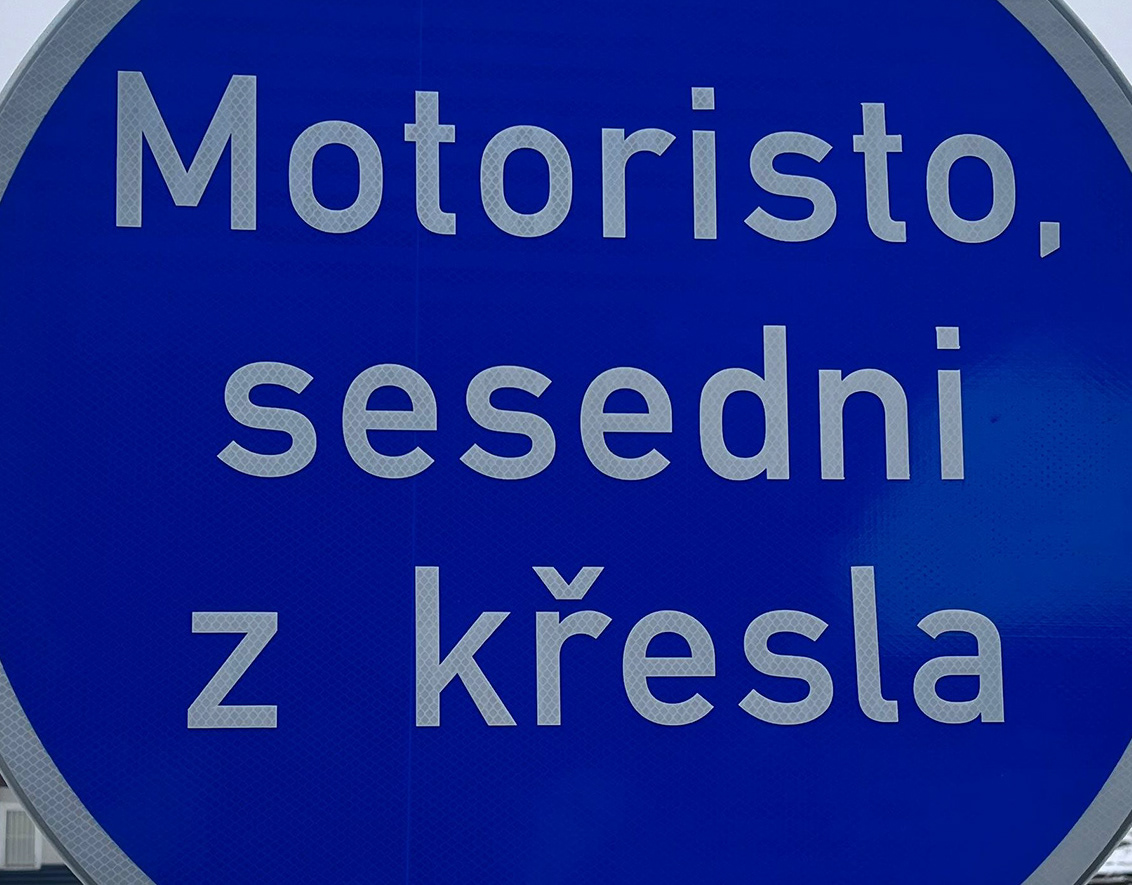 Motoristo,
sesedni
z křesla